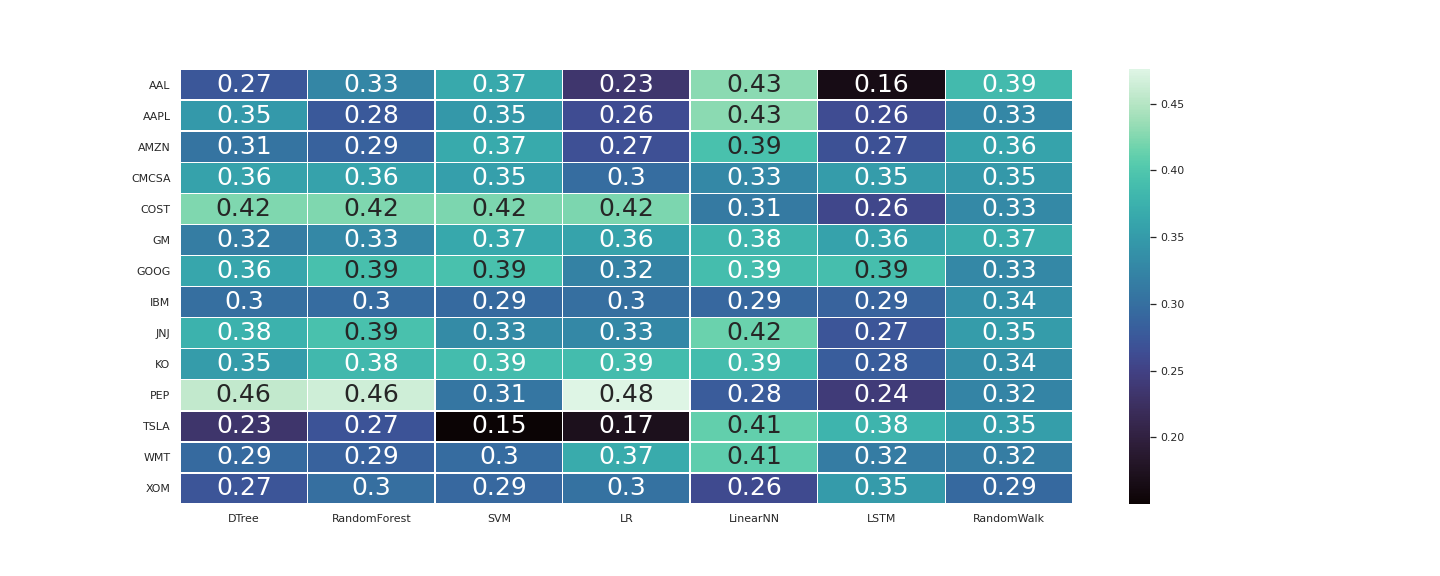 AAL 0.27 0.33 0.37 0.23 0.43 0.16 0.39
AAPL 0.35 0.28 0.35 0.26 0.43 0.26 0.33
AMZN 0.31 0.29 0.37 0.27 0.39 0.27 0.36
CMCSA 0.36 0.36 0.35 0.3 0.33 0.35 0.35
COST 0.42 0.42 0.42 0.42 0.31 0.26 0.33
GM 0.32 0.33 0.37 0.36 0.38 0.36 0.37
GOOG 0.36 0.39 0.39 0.32 0.39 0.39 0.33
IBM 0.3 0.3 0.29 0.3 0.29 0.29 0.34
JNJ 0.38 0.39 0.33 0.33 0.42 0.27 0.35
KO 0.35 0.38 0.39 0.39 0.39 0.28 0.34
PEP 0.46 0.46 0.31 0.48 0.28 0.24 0.32
TSLA 0.23 0.27 0.15 0.17 0.41 0.38 0.35
WMT 0.29 0.29 0.3 0.37 0.41 0.32 0.32
XOM 0.27 0.3 0.29 0.3 0.26 0.35 0.29
DTree RandomForest SVM LR LinearNN LSTM RandomWalk
0.45
0.40
0.35
0.30
0.25
0.20